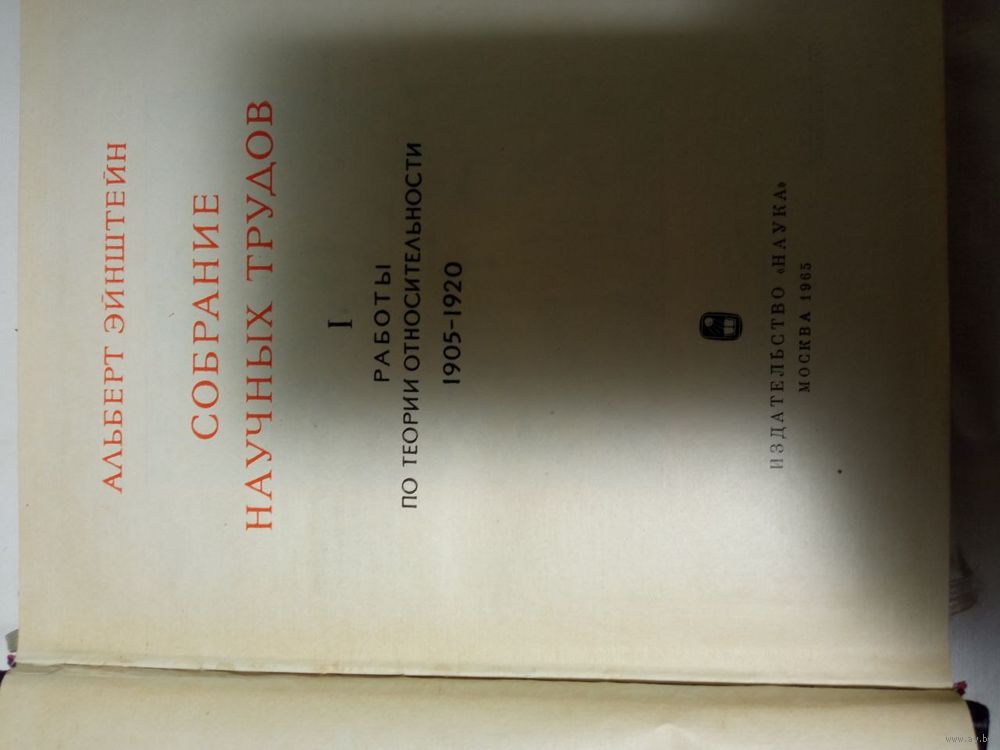 АЛЬБЕРТ ЭЙНШТЕЙН
СОБРАНИЕ
НАУЧНЫХ ТРУДОВ
I
РАБОТЫ
ПО ТЕОРИИ ОТНОСИТЕЛЬНОСТИ
1905-1920
ИЗДАТЕЛЬСТВО «НАУКА»
МОСКВА 1965